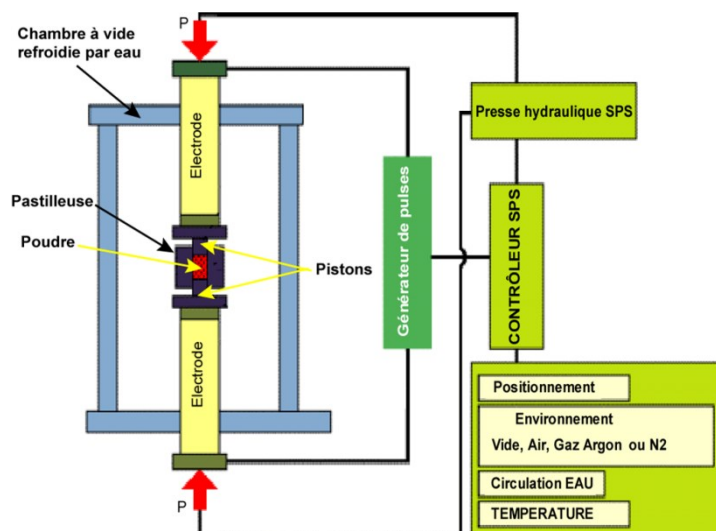 P
Chambre à vide
refroidie par eau
Electrode
Presse hydraulique SPS
Pastilleuse
Poudre
Pistons
Générateur de pulses
CONTRÔLEUR SPS
Electrode
P
Positionnement
Environnement
Vide, Air, Gaz Argon ou N2
Circulation EAU
TEMPERATURE